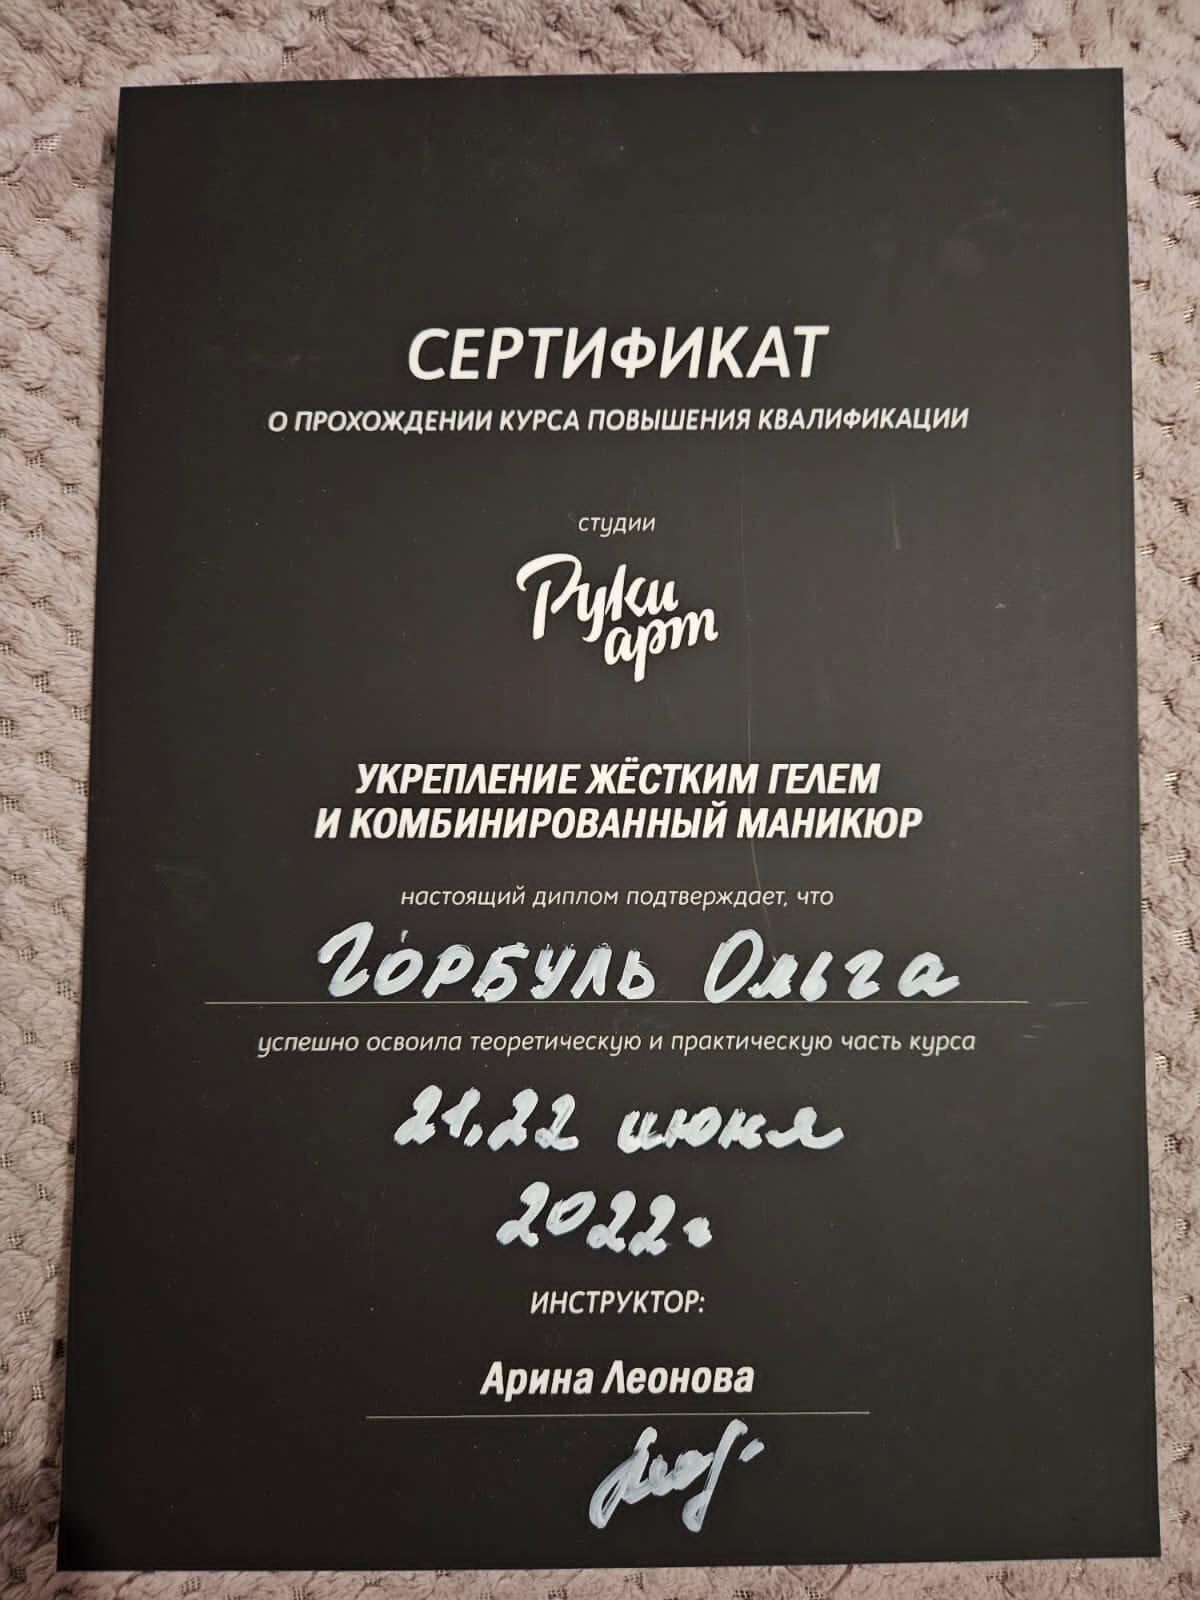 СЕРТИФИКАТ
О ПРОХОЖДЕНИИ КУРСА ПОВЫШЕНИЯ КВАЛИФИКАЦИИ
студии
Руки
арт
УКРЕПЛЕНИЕ ЖЁСТКИМ ГЕЛЕМ
И КОМБИНИРОВАННЫЙ МАНИКЮР
настоящий диплом подтверждает, что
Горбуль Ольга
успешно освоила теоретическую и практическую часть курса
21,22 июня
2022г
ИНСТРУКТОР:
Арина Леонова